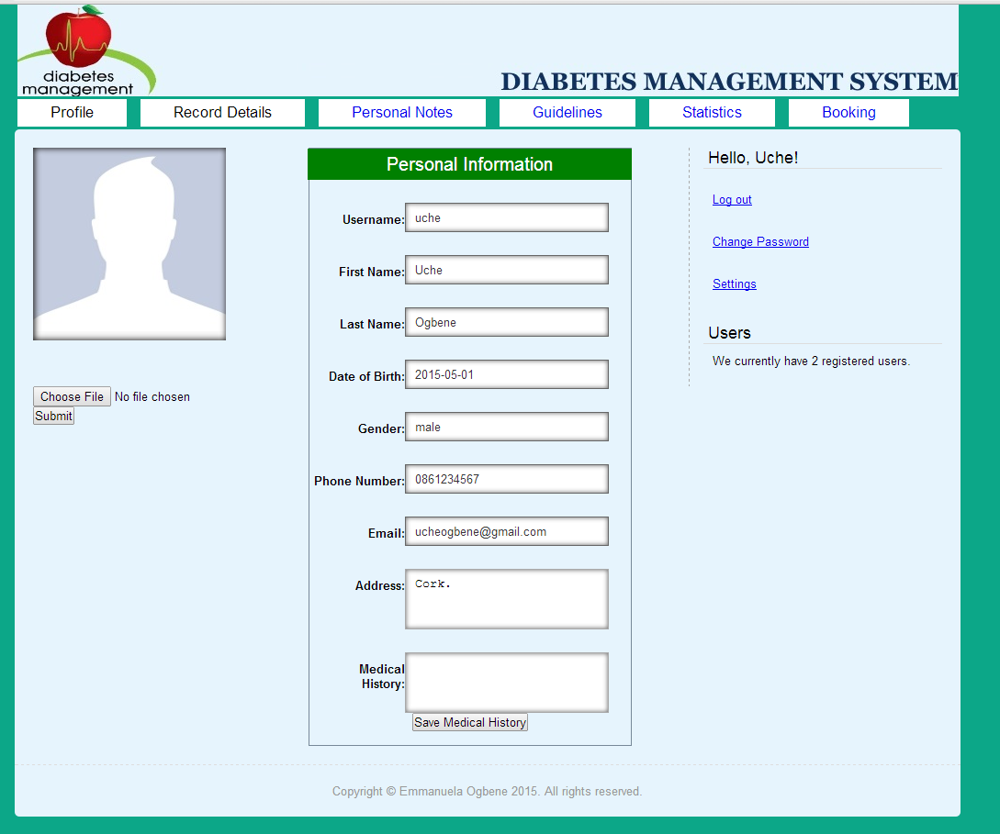 diabetes
management
DIABETES MANAGEMENT SYSTEM
Profile
Record Details
Personal Notes
Guidelines
Statistics
Booking
Choose File No file chosen
Submit
Personal Information
Username: uche
First Name: Uche
Last Name: Ogbene
Date of Birth: 2015-05-01
Gender: male
Phone Number: 0861234567
Email: ucheogbene@gmail.com
Address: Cork.
Medical
History:
Save Medical History
Hello, Uche!
Log out
Change Password
Settings
Users
We currently have 2 registered users.
Copyright © Emmanuela Ogbene 2015. All rights reserved.